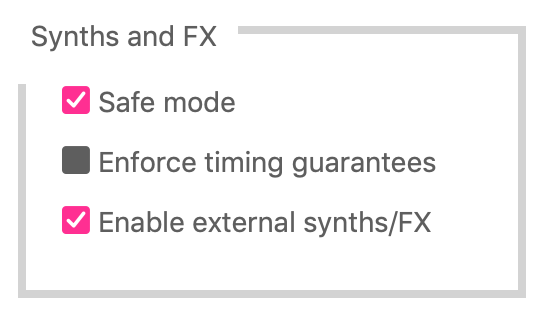 Synths and FX
Safe mode
Enforce timing guarantees
Enable external synths/FX